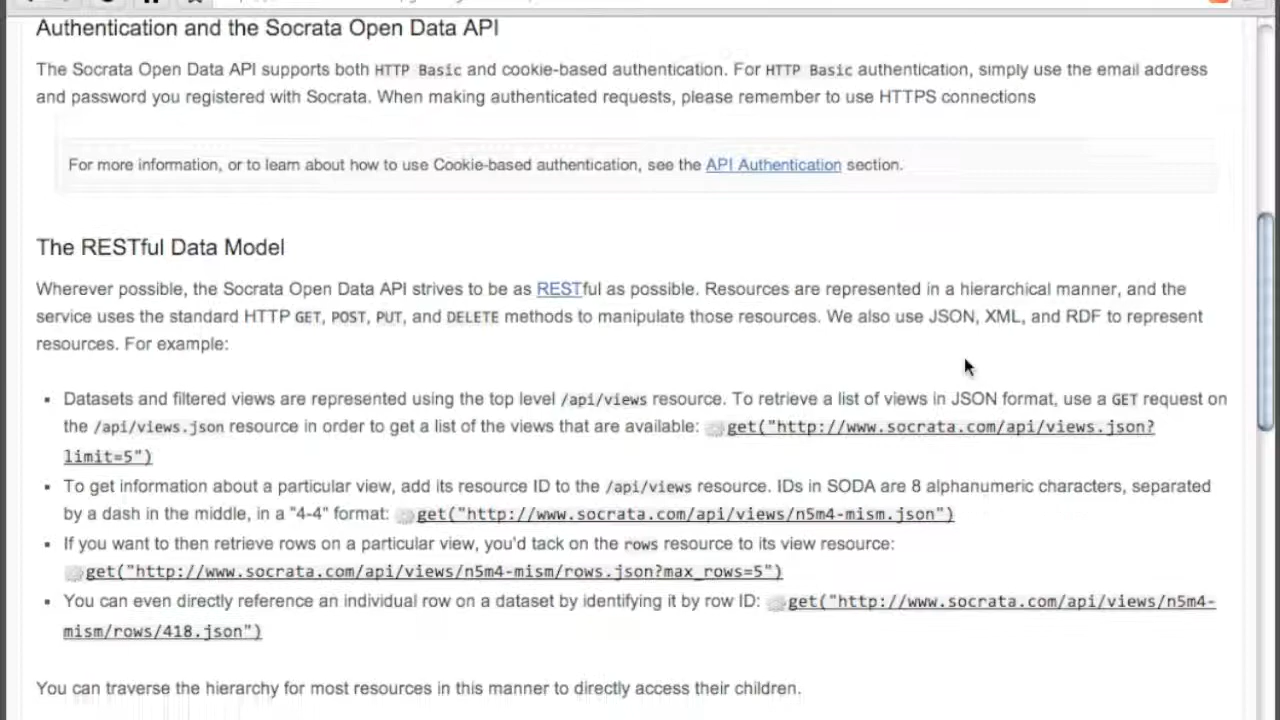 Authentication and the Socrata Open Data API
The Socrata Open Data API supports both HTTP Basic and cookie-based authentication. For HTTP Basic authentication, simply use the email address
and password you registered with Socrata. When making authenticated requests, please remember to use HTTPS connections
For more information, or to learn about how to use Cookie-based authentication, see the API Authentication section.
The RESTful Data Model
Wherever possible, the Socrata Open Data API strives to be as RESTful as possible. Resources are represented in a hierarchical manner, and the
service uses the standard HTTP GET, POST, PUT, and DELETE methods to manipulate those resources. We also use JSON, XML, and RDF to represent
resources. For example:
▪ Datasets and filtered views are represented using the top level /api/views resource. To retrieve a list of views in JSON format, use a GET request on
the /api/views.json resource in order to get a list of the views that are available: get("http://www.socrata.com/api/views.json?
limit=5")
▪ To get information about a particular view, add its resource ID to the /api/views resource. IDs in SODA are 8 alphanumeric characters, separated
by a dash in the middle, in a "4-4" format: get("http://www.socrata.com/api/views/n5m4-mism.json")
▪ If you want to then retrieve rows on a particular view, you'd tack on the rows resource to its view resource:
get("http://www.socrata.com/api/views/n5m4-mism/rows.json?max_rows=5")
▪ You can even directly reference an individual row on a dataset by identifying it by row ID: get("http://www.socrata.com/api/views/n5m4-
mism/rows/418.json")
You can traverse the hierarchy for most resources in this manner to directly access their children.